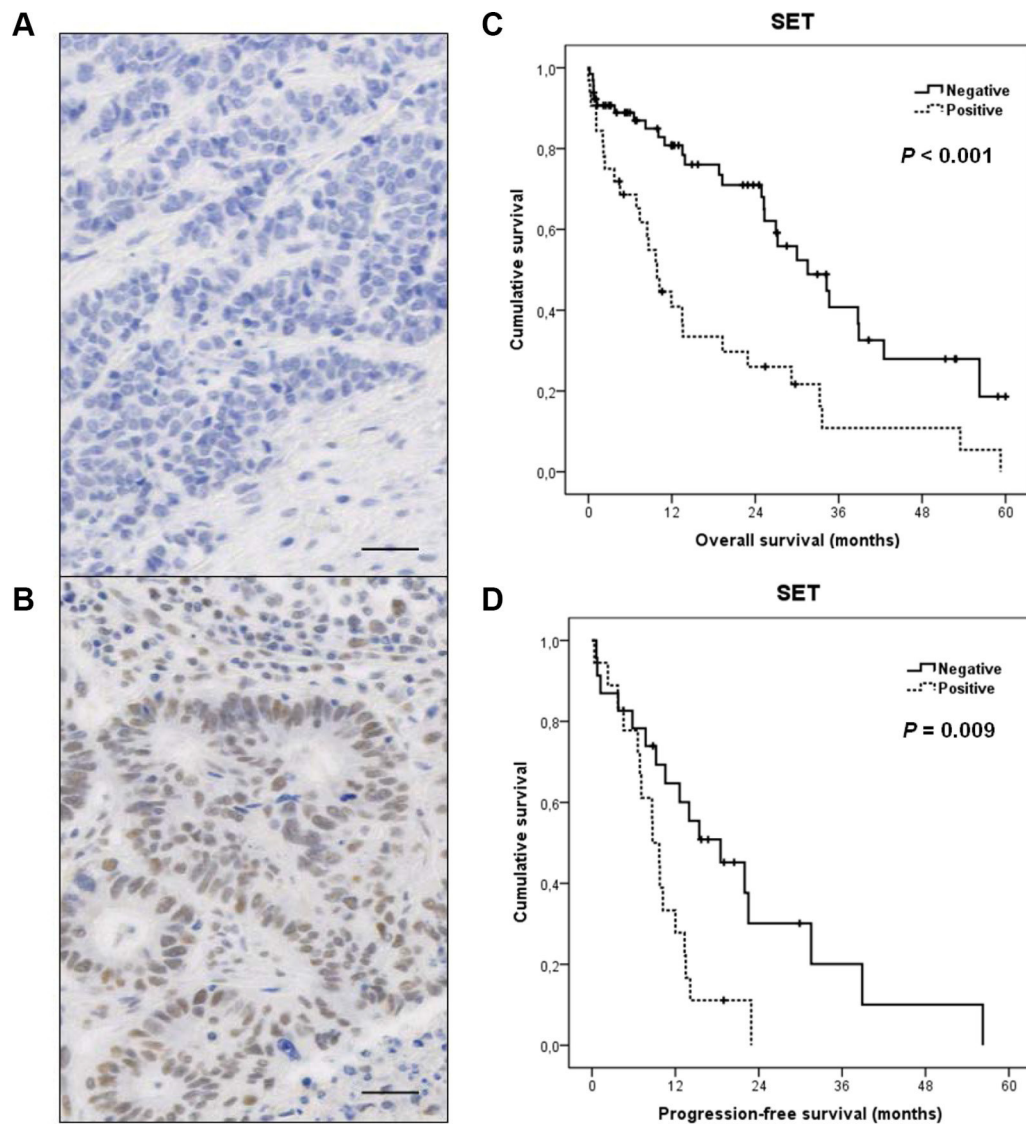 A
B
C
SET
Negative
Positive
P < 0.001
Cumulative survival
1,0
0,8
0,6
0,4
0,2
0,0
0 12 24 36 48 60
Overall survival (months)
D
SET
Negative
Positive
P = 0.009
Cumulative survival
1,0
0,8
0,6
0,4
0,2
0,0
0 12 24 36 48 60
Progression-free survival (months)